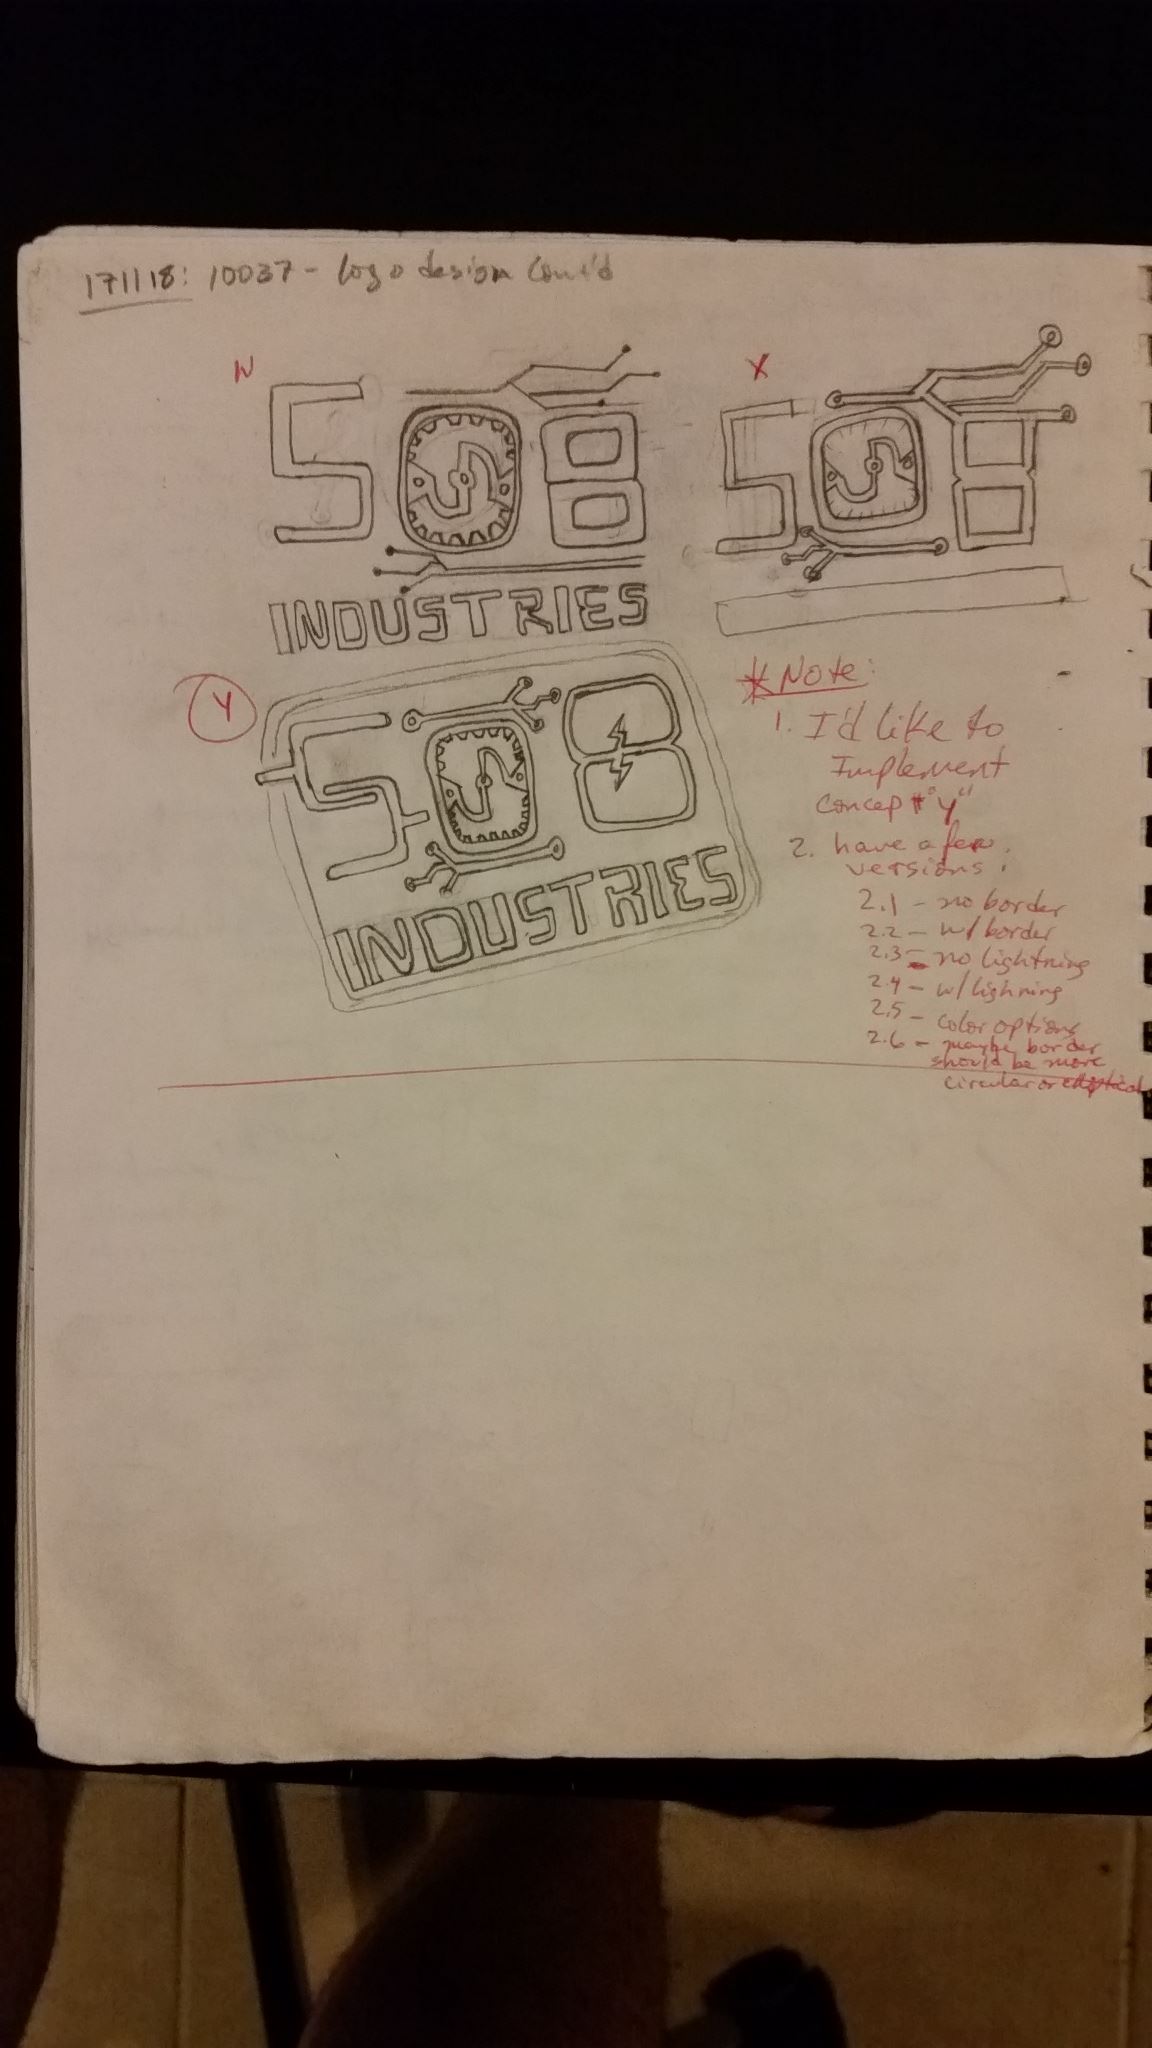 171118: 10037 - Logo design Cont'd
W
508
INDUSTRIES
X
508
Y
508
INDUSTRIES
* Note:
1. I'd like to
Implement
concept "Y"
2. have a few
versions:
2.1 - no border
2.2 - w/ border
2.3 - no lightning
2.4 - w/ lighning
2.5 - color options
2.6 - maybe border
should be more
circular or elliptical